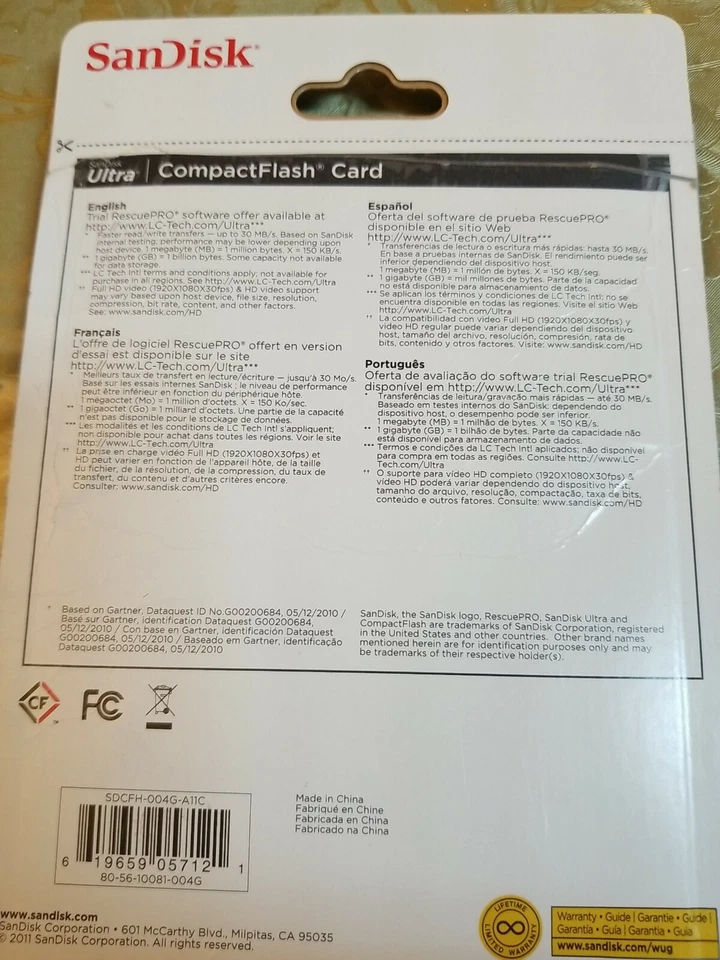 SanDisk®
SanDisk
Ultra® | CompactFlash® Card
English
Trial RescuePRO® software offer available at
http://www.LC-Tech.com/Ultra***
* Faster read/write transfers — up to 30 MB/s. Based on SanDisk
internal testing; performance may be lower depending upon
host device. 1 megabyte (MB) = 1 million bytes. X = 150 KB/s.
** 1 gigabyte (GB) = 1 billion bytes. Some capacity not available
for data storage.
*** LC Tech Intl terms and conditions apply; not available for
purchase in all regions. See http://www.LC-Tech.com/Ultra
†† Full HD video (1920X1080X30fps) & HD video support
may vary based upon host device, file size, resolution,
compression, bit rate, content, and other factors.
See: www.sandisk.com/HD
Français
L'offre de logiciel RescuePRO® offert en version
d'essai est disponible sur le site
http://www.LC-Tech.com/Ultra***
* Meilleurs taux de transfert en lecture/écriture — jusqu'à 30 Mo/s.
Basé sur les essais internes SanDisk ; le niveau de performance
peut être inférieur en fonction du périphérique hôte.
1 megaoctet (Mo) = 1 million d'octets. X = 150 Ko/sec.
** 1 gigaoctet (Go) = 1 milliard d'octets. Une partie de la capacité
n'est pas disponible pour le stockage de données.
*** Les modalités et les conditions de LC Tech Intl s'appliquent;
non disponible pour achat dans toutes les régions. Voir le site
http://www.LC-Tech.com/Ultra
†† La prise en charge vidéo Full HD (1920X1080X30fps) et
HD peut varier en fonction de l'appareil hôte, de la taille
du fichier, de la résolution, de la compression, du taux de
transfert, du contenu et d'autres critères encore.
Consulter: www.sandisk.com/HD
Español
Oferta del software de prueba RescuePRO®
disponible en el sitio Web
http://www.LC-Tech.com/Ultra***
* Transferencias de lectura o escritura más rápidas: hasta 30 MB/s.
En base a pruebas internas de SanDisk. El rendimiento puede ser
inferior dependiendo del dispositivo host.
1 megabyte (MB) = 1 millón de bytes. X = 150 KB/seg.
** 1 gigabyte (GB) = mil millones de bytes. Parte de la capacidad
no está disponible para almacenamiento de datos.
*** Se aplican los términos y condiciones de LC Tech Intl; no se
encuentra disponible en todas las regiones. Visite el sitio Web
http://www.LC-Tech.com/Ultra
†† La compatibilidad con video Full HD (1920X1080X30fps) y
video HD regular puede variar dependiendo del dispositivo
host, tamaño del archivo, resolución, compresión, rata de
bits, contenido y otros factores. Visite: www.sandisk.com/HD
Português
Oferta de avaliação do software trial RescuePRO®
disponível em http://www.LC-Tech.com/Ultra***
* Transferências de leitura/gravação mais rápidas — até 30 MB/s.
Baseado em testes internos do SanDisk: dependendo do
dispositivo host, o desempenho pode ser inferior.
1 megabyte (MB) = 1 milhão de bytes. X = 150 KB/s.
** 1 gigabyte (GB) = 1 bilhão de bytes. Parte da capacidade não
está disponível para armazenamento de dados.
*** Termos e condições da LC Tech Intl aplicados; não disponível
para compra em todas as regiões. Consulte http://www.LC-
Tech.com/Ultra
†† O suporte para vídeo HD completo (1920X1080X30fps) &
vídeo HD poderá variar dependendo do dispositivo host,
tamanho do arquivo, resolução, compactação, taxa de bits,
conteúdo e outros fatores. Consulte: www.sandisk.com/HD
* Based on Gartner, Dataquest ID No.G00200684, 05/12/2010 /
Basé sur Gartner, identification Dataquest G00200684,
05/12/2010 / Con base en Gartner, identificación Dataquest
G00200684, 05/12/2010 / Baseado em Gartner, identificação
Dataquest G00200684, 05/12/2010
SanDisk, the SanDisk logo, RescuePRO, SanDisk Ultra and
CompactFlash are trademarks of SanDisk Corporation, registered
in the United States and other countries. Other brand names
mentioned herein are for identification purposes only and may
be trademarks of their respective holder(s).
CF™
FC
SDCFH-004G-A11C
6 19659 05712 1
80-56-10081-004G
Made in China
Fabriqué en Chine
Fabricada en China
Fabricado na China
www.sandisk.com
SanDisk Corporation • 601 McCarthy Blvd., Milpitas, CA 95035
© 2011 SanDisk Corporation. All rights reserved.
LIFETIME
LIMITED WARRANTY
Warranty • Guide | Garantie • Guide |
Garantía • Guía | Garantia • Guia
www.sandisk.com/wug